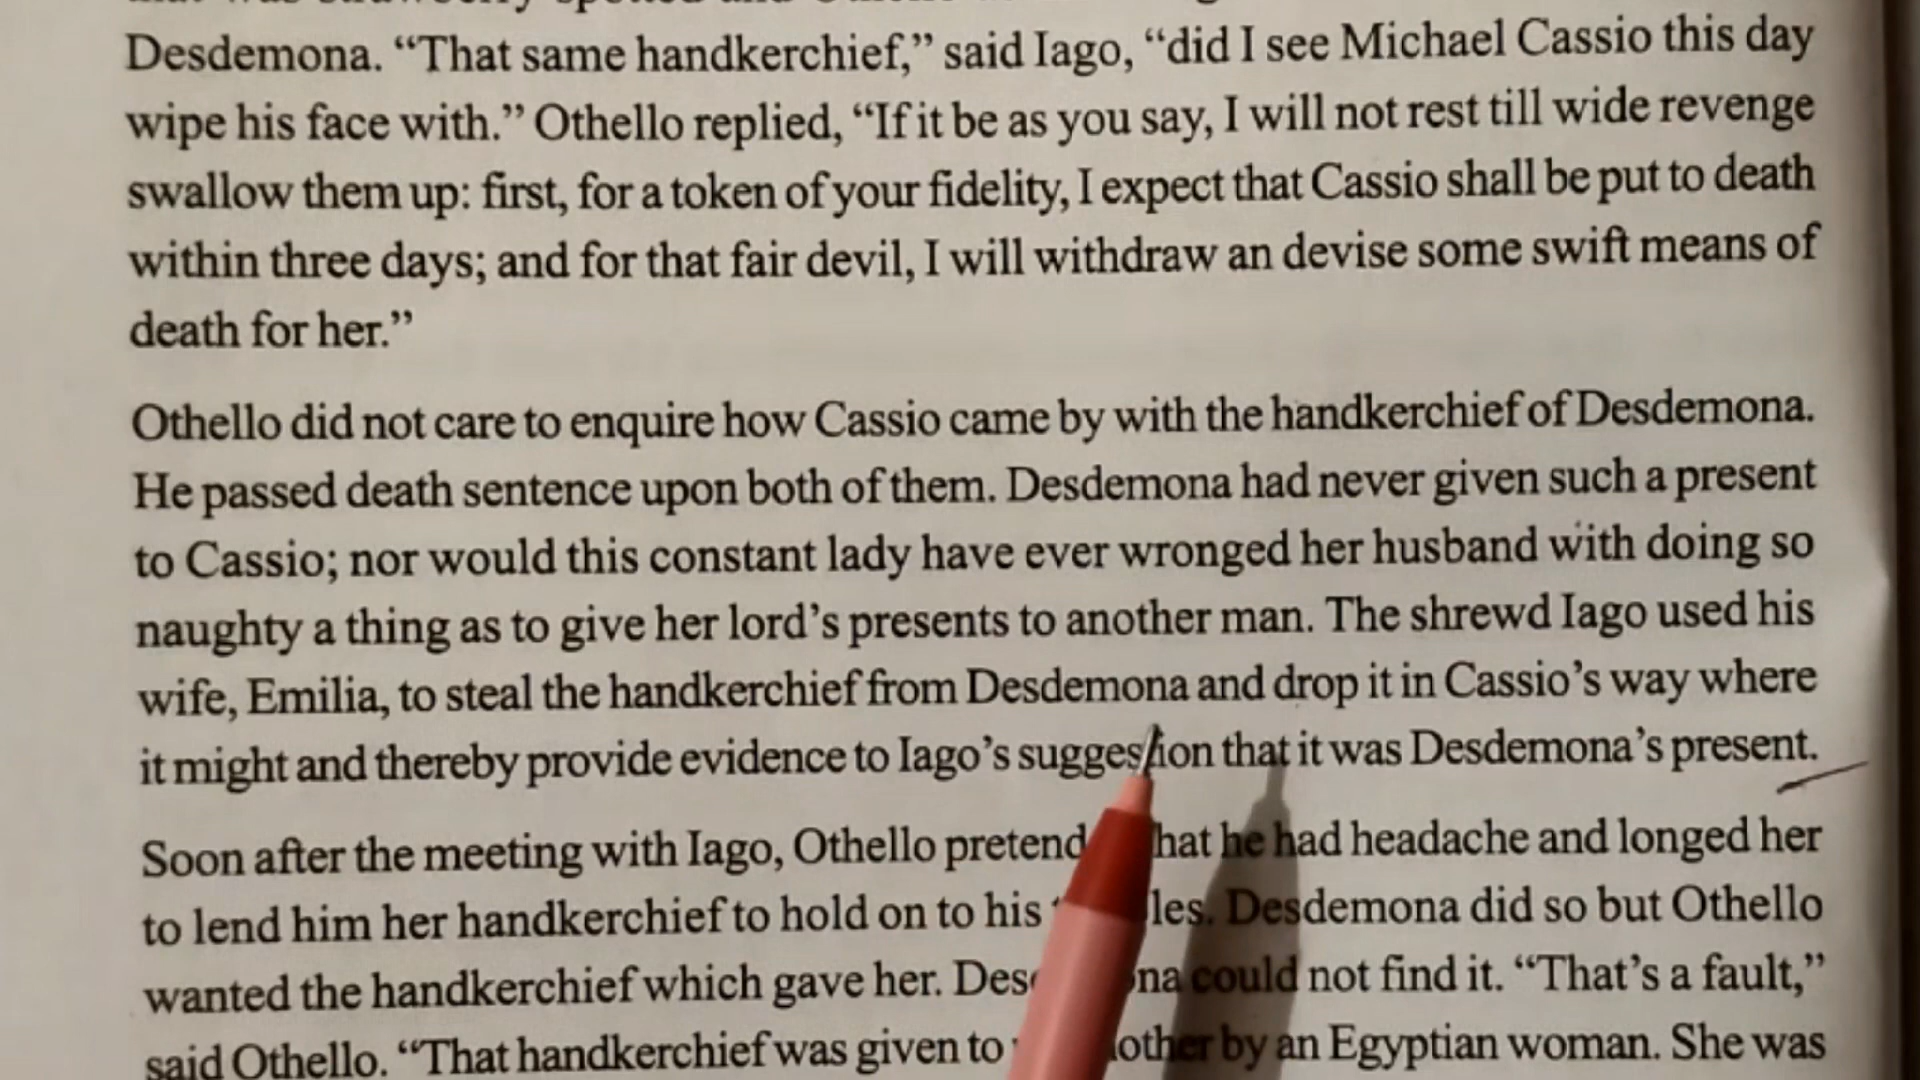 Desdemona. “That same handkerchief,” said Iago, “did I see Michael Cassio this day
wipe his face with.” Othello replied, “If it be as you say, I will not rest till wide revenge
swallow them up: first, for a token of your fidelity, I expect that Cassio shall be put to death
within three days; and for that fair devil, I will withdraw an devise some swift means of
death for her.”
Othello did not care to enquire how Cassio came by with the handkerchief of Desdemona.
He passed death sentence upon both of them. Desdemona had never given such a present
to Cassio; nor would this constant lady have ever wronged her husband with doing so
naughty a thing as to give her lord’s presents to another man. The shrewd Iago used his
wife, Emilia, to steal the handkerchief from Desdemona and drop it in Cassio’s way where
it might and thereby provide evidence to Iago’s suggestion that it was Desdemona’s present.
Soon after the meeting with Iago, Othello that he had headache and longed her
to lend him her handkerchief to hold on to his Desdemona did so but Othello
wanted the handkerchief which gave her. Desdemona could not find it. “That’s a fault,”
said Othello. “That handkerchief was given to by an Egyptian woman. She was